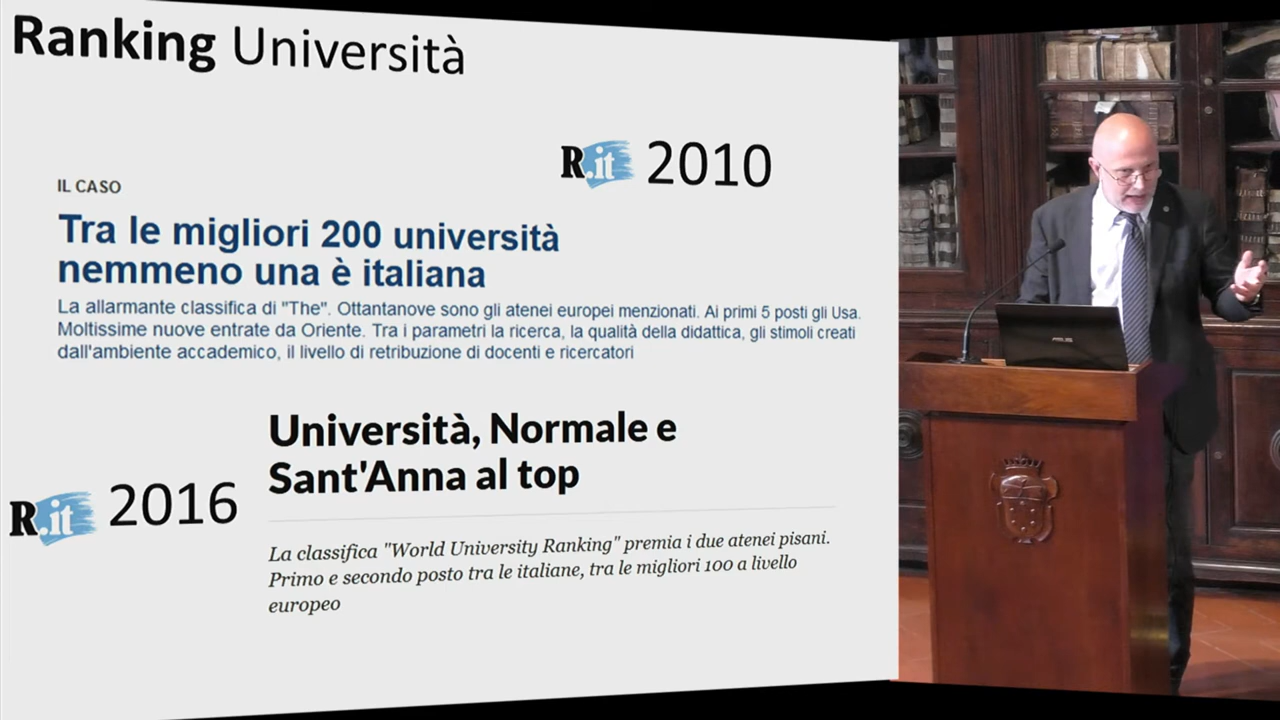 Ranking Università
R.it 2010
IL CASO
Tra le migliori 200 università
nemmeno una è italiana
La allarmante classifica di "The". Ottantanove sono gli atenei europei menzionati. Ai primi 5 posti gli Usa.
Moltissime nuove entrate da Oriente. Tra i parametri la ricerca, la qualità della didattica, gli stimoli creati
dall'ambiente accademico, il livello di retribuzione di docenti e ricercatori
Università, Normale e
Sant'Anna al top
R.it 2016
La classifica "World University Ranking" premia i due atenei pisani.
Primo e secondo posto tra le italiane, tra le migliori 100 a livello
europeo
ASUS